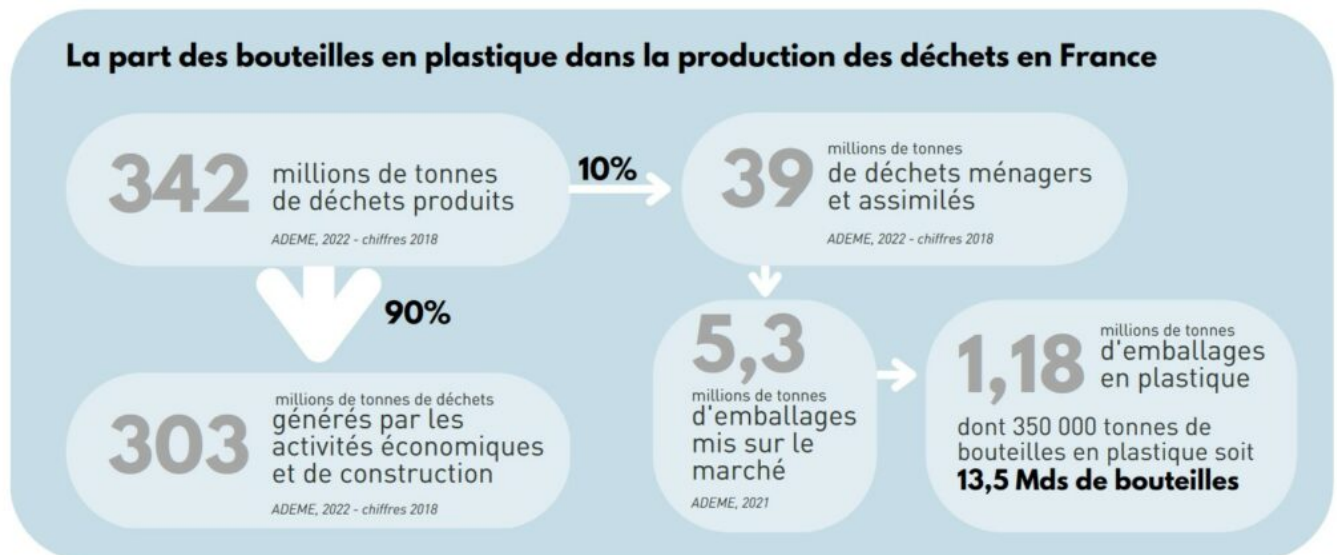 La part des bouteilles en plastique dans la production des déchets en France
342
millions de tonnes
de déchets produits
ADEME, 2022 - chiffres 2018
10%
39
millions de tonnes
de déchets ménagers
et assimilés
ADEME, 2022 - chiffres 2018
90%
303
millions de tonnes de déchets
générés par les
activités économiques
et de construction
ADEME, 2022 - chiffres 2018
5,3
millions de tonnes
d'emballages
mis sur le
marché
ADEME, 2021
1,18
millions de tonnes
d'emballages
en plastique
dont 350 000 tonnes de
bouteilles en plastique soit
13,5 Mds de bouteilles